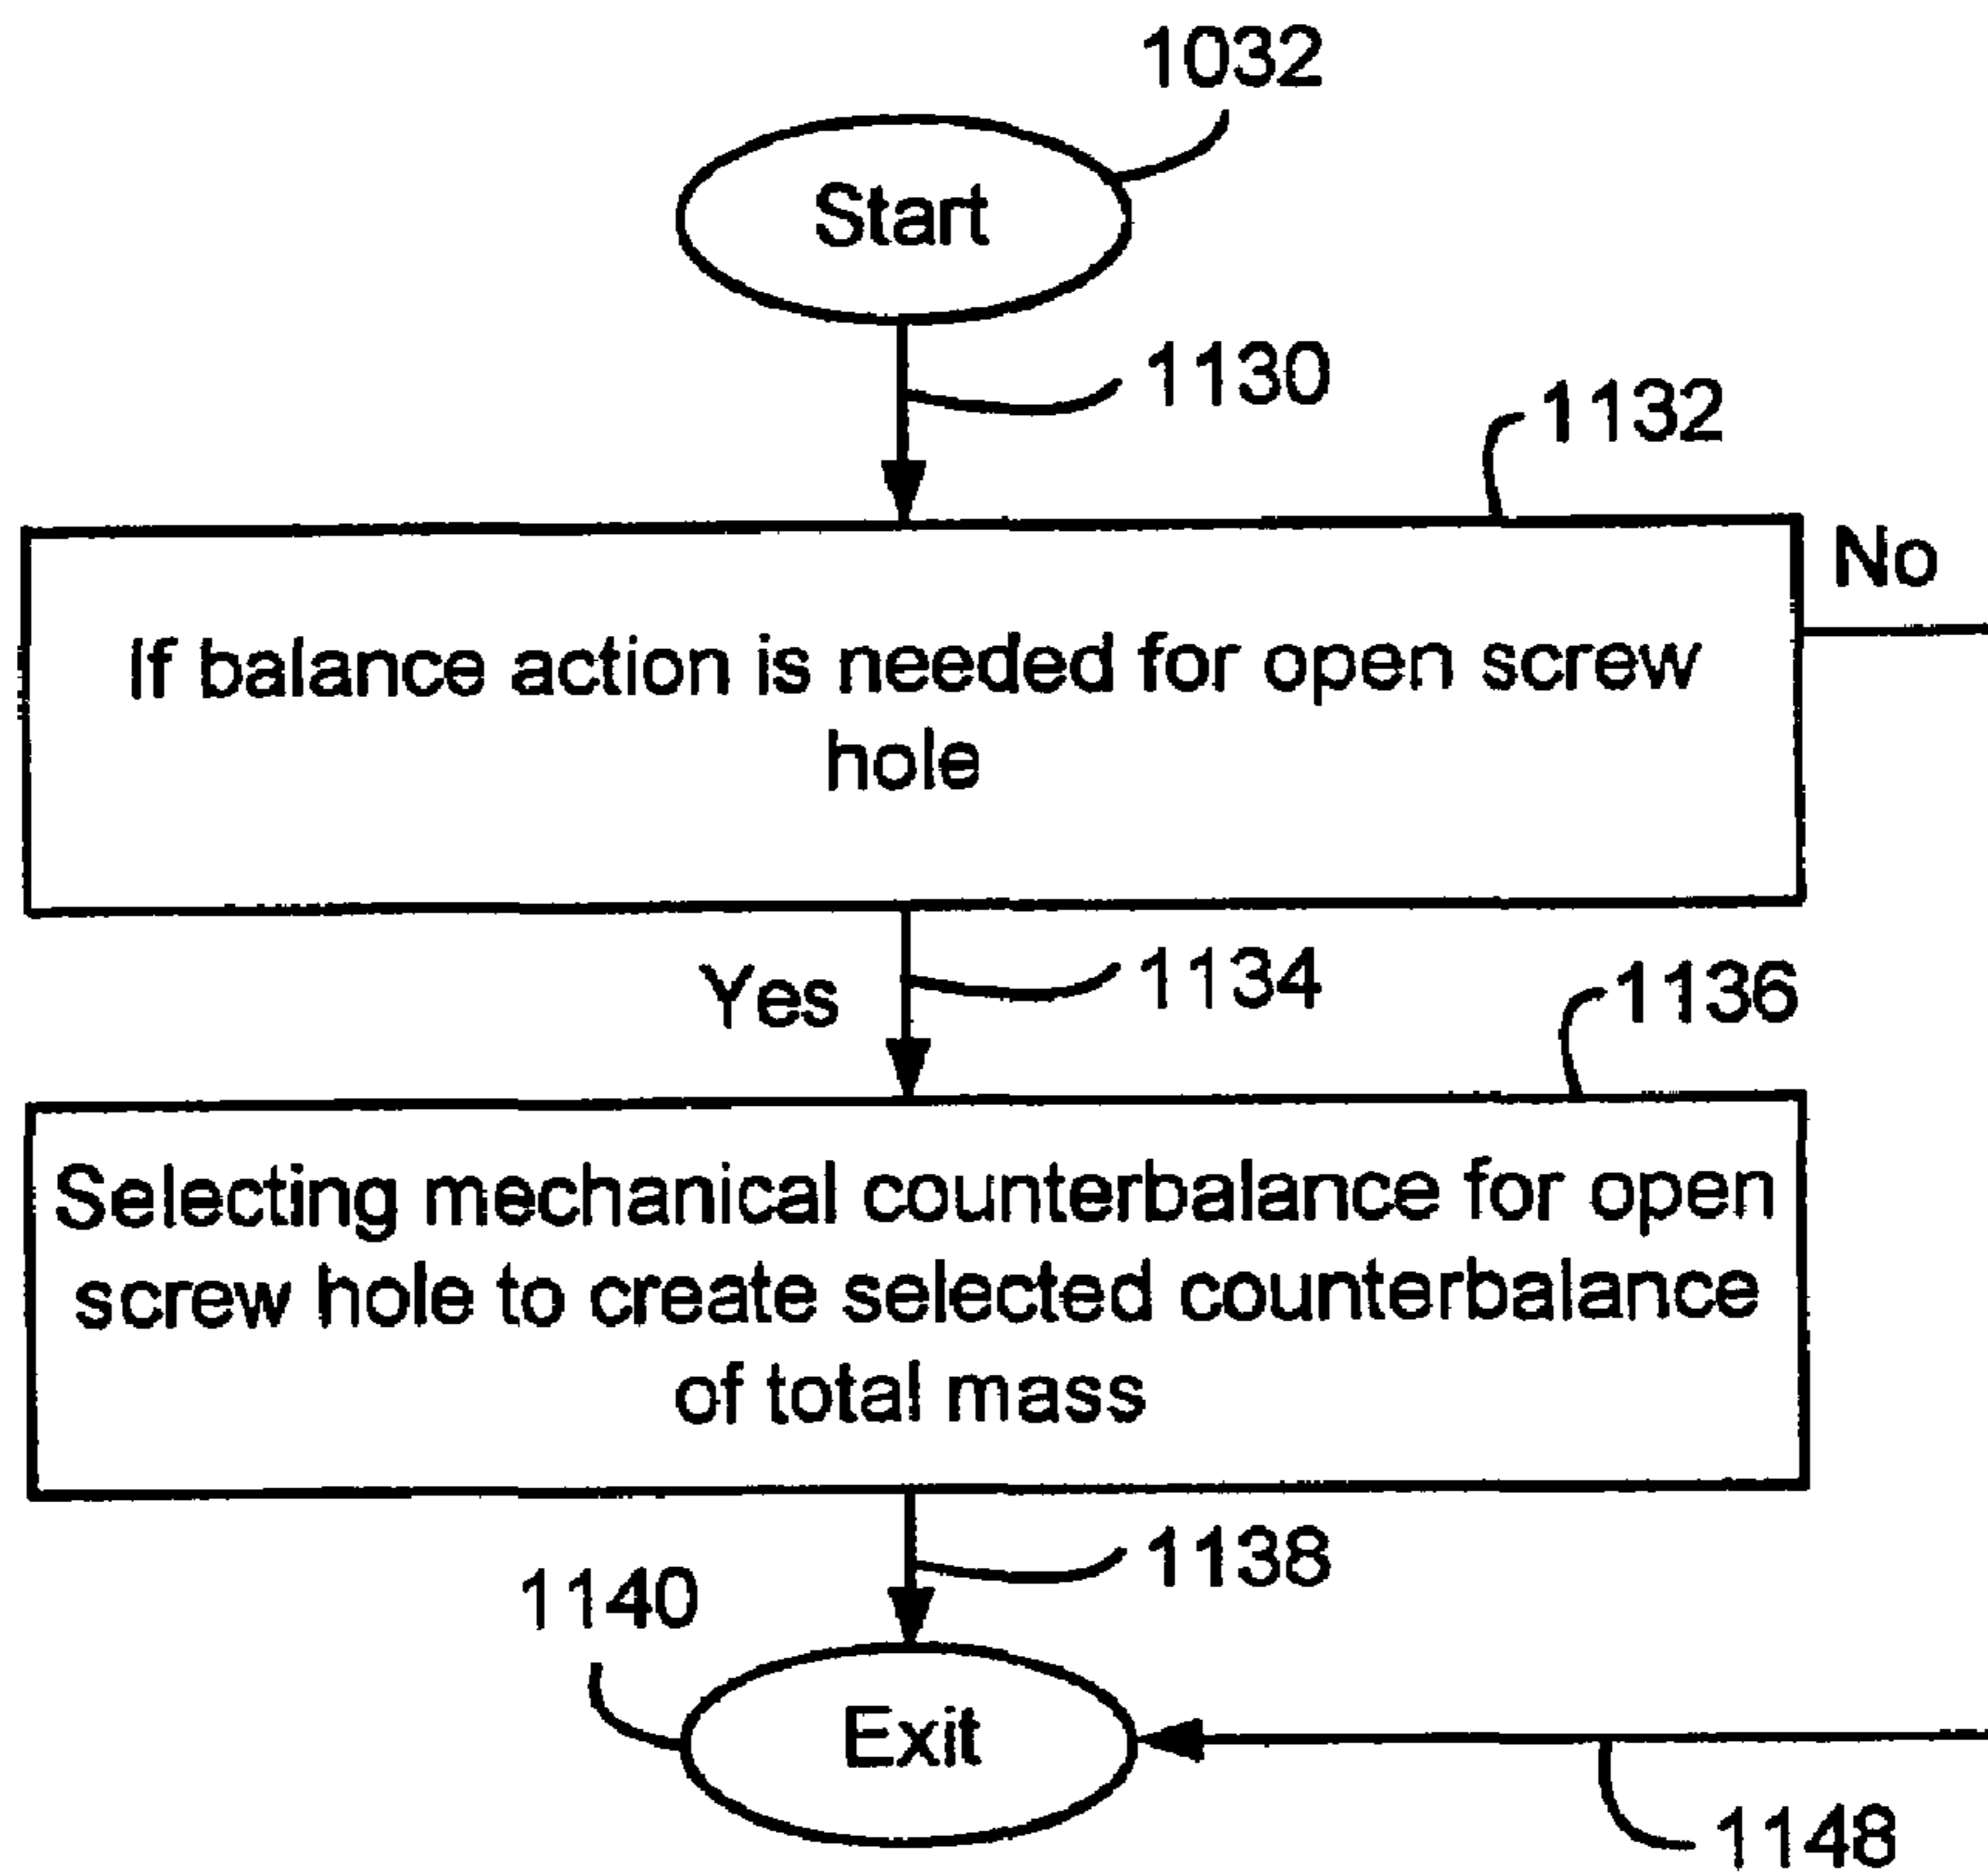 1032
Start
1130
1132
No
If balance action is needed for open screw
hole
Yes
1134
1136
Selecting mechanical counterbalance for open
screw hole to create selected counterbalance
of total mass
1138
1140
Exit
1148